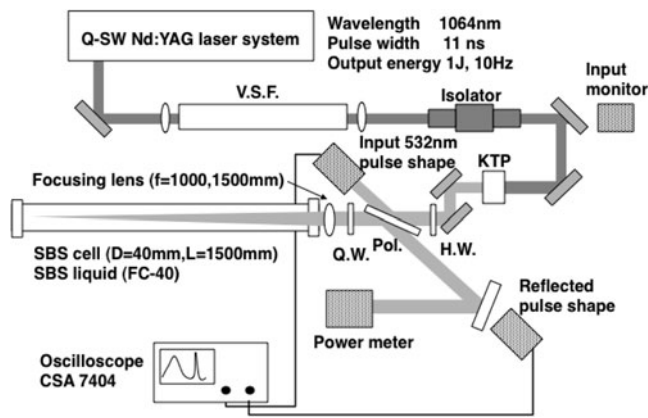 Q-SW Nd:YAG laser system
Wavelength 1064nm
Pulse width 11 ns
Output energy 1J, 10Hz
V.S.F.
Isolator
Input
monitor
Input 532nm
pulse shape
KTP
Focusing lens (f=1000,1500mm)
Q.W.
Pol.
H.W.
SBS cell (D=40mm,L=1500mm)
SBS liquid (FC-40)
Reflected
pulse shape
Power meter
Oscilloscope
CSA 7404